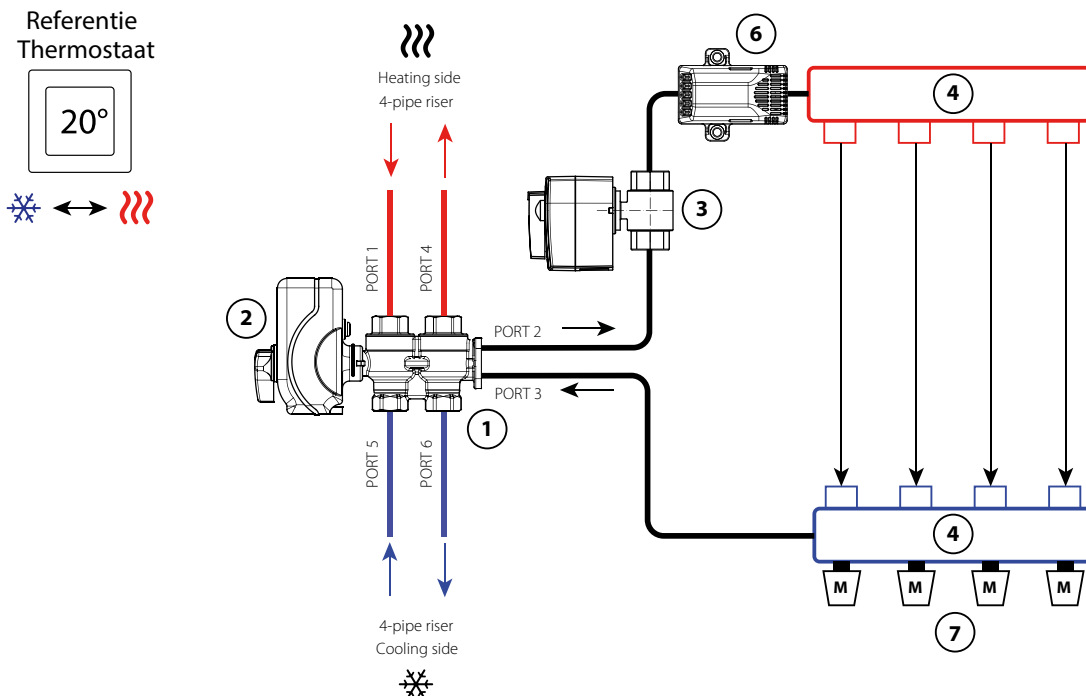 Referentie
Thermostaat
20°
Heating side
4-pipe riser
6
4
3
PORT 1
PORT 4
2
PORT 2
PORT 3
1
PORT 5
PORT 6
4
M M M M
7
4-pipe riser
Cooling side